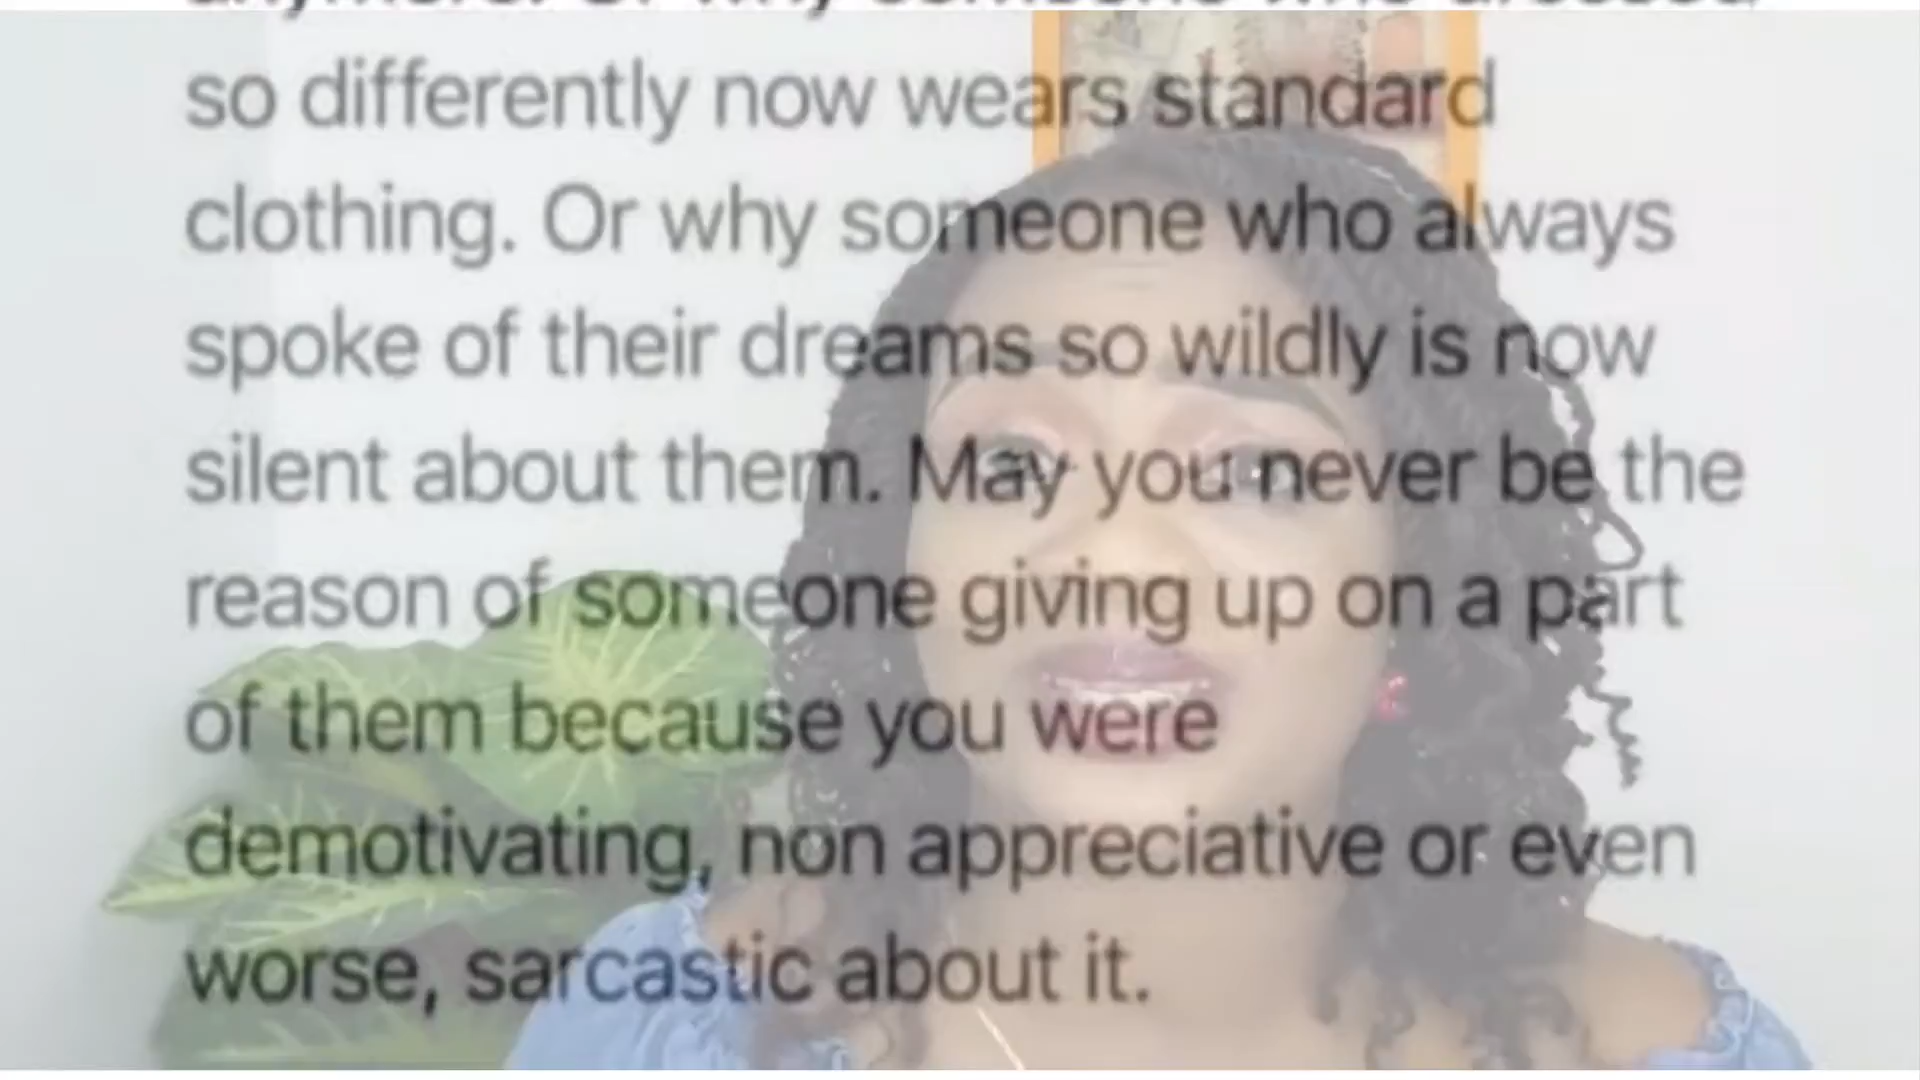 so differently now wears standard
clothing. Or why someone who always
spoke of their dreams so wildly is now
silent about them. May you never be the
reason of someone giving up on a part
of them because you were
demotivating, non appreciative or even
worse, sarcastic about it.